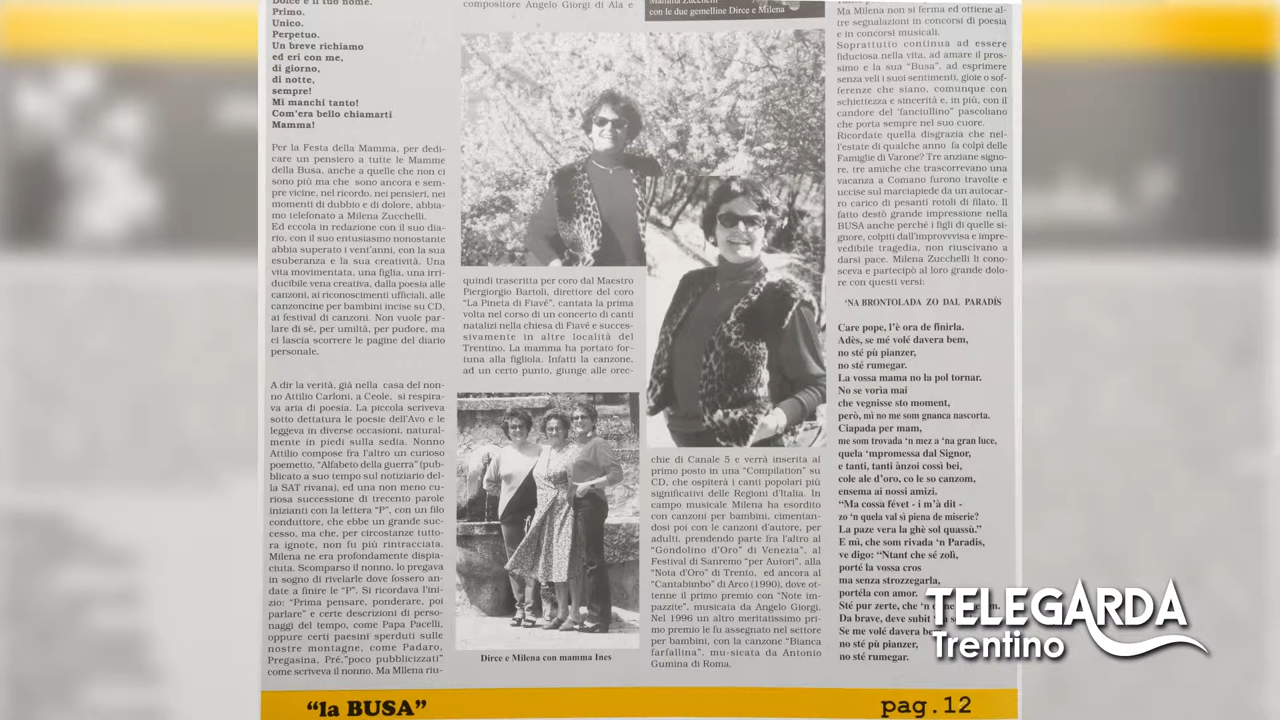 Dolce è il tuo nome.
Primo.
Unico.
Perpetuo.
Un breve richiamo
ed eri con me,
di giorno,
di notte,
sempre!
Mi manchi tanto!
Com'era bello chiamarti
Mamma!
Per la Festa della Mamma, per dedi-
care un pensiero a tutte le Mamme
della Busa, anche a quelle che non ci
sono più ma che sono ancora e sem-
pre vicine, nel ricordo, nei pensieri, nei
momenti di dubbio e di dolore, abbia-
mo telefonato a Milena Zucchelli.
Ed eccola in redazione con il suo dia-
rio, con il suo entusiasmo nonostante
abbia superato i vent'anni, con la sua
esuberanza e la sua creatività. Una
vita movimentata, una figlia, una irri-
ducibile vena creativa, dalla poesia alle
canzoni, ai riconoscimenti ufficiali, alle
canzoncine per bambini incise su CD,
ai festival di canzoni. Non vuole par-
lare di sè, per umiltà, per pudore, ma
ci lascia scorrere le pagine del diario
personale.
A dir la verità, già nella casa del non-
no Attilio Carloni, a Ceole, si respira-
va aria di poesia. La piccola scriveva
sotto dettatura le poesie dell'Avo e le
leggeva in diverse occasioni, natural-
mente in piedi sulla sedia. Nonno
Attilio compose fra l'altro un curioso
poemetto, "Alfabeto della guerra" (pub-
blicato a suo tempo sul notiziario del-
la SAT rivana), ed una non meno cu-
riosa successione di trecento parole
inizianti con la lettera "P", con un filo
conduttore, che ebbe un grande suc-
cesso, ma che, per circostanze tutto-
ra ignote, non fu più rintracciata.
Milena ne era profondamente dispia-
ciuta. Scomparso il nonno, lo pregava
in sogno di rivelarle dove fossero an-
date a finire le "P". Si ricordava l'ini-
zio: "Prima pensare, ponderare, poi
parlare" e certe descrizioni di perso-
naggi del tempo, come Papa Pacelli,
oppure certi paesini sperduti sulle
nostre montagne, come Padaro,
Pregasina, Pré,"poco pubblicizzati"
come scriveva il nonno. Ma MIlena riu-
compositore Angelo Giorgi di Ala e
quindi trascritta per coro dal Maestro
Piergiorgio Bartoli, direttore del coro
"La Pineta di Fiavé", cantata la prima
volta nel corso di un concerto di canti
natalizi nella chiesa di Fiavé e succes-
sivamente in altre località del
Trentino. La mamma ha portato for-
tuna alla figliola. Infatti la canzone,
ad un certo punto, giunge alle orec-
Dirce e Milena con mamma Ines
Mamma Zucchelli
con le due gemelline Dirce e Milena
chie di Canale 5 e verrà inserita al
primo posto in una "Compilation" su
CD, che ospiterà i canti popolari più
significativi delle Regioni d'Italia. In
campo musicale Milena ha esordito
con canzoni per bambini, cimentan-
dosi poi con le canzoni d'autore, per
adulti, prendendo parte fra l'altro al
"Gondolino d'Oro" di Venezia", al
Festival di Sanremo "per Autori", alla
"Nota d'Oro" di Trento, ed ancora al
"Cantabimbo" di Arco (1990), dove ot-
tenne il primo premio con "Note im-
pazzite", musicata da Angelo Giorgi.
Nel 1996 un altro meritatissimo pri-
mo premio le fu assegnato nel settore
per bambini, con la canzone "Bianca
farfallina", mu-sicata da Antonio
Gumina di Roma.
Ma Milena non si ferma ed ottiene al-
tre segnalazioni in concorsi di poesia
e in concorsi musicali.
Soprattutto continua ad essere
fiduciosa nella vita, ad amare il pros-
simo e la sua "Busa", ad esprimere
senza veli i suoi sentimenti, gioie o sof-
ferenze che siano, comunque con
schiettezza e sincerità e, in più, con il
candore del 'fanciullino" pascoliano
che porta sempre nel suo cuore.
Ricordate quella disgrazia che nel-
l'estate di qualche anno fa colpì delle
Famiglie di Varone? Tre anziane signo-
re, tre amiche che trascorrevano una
vacanza a Comano furono travolte e
uccise sul marciapiede da un autocar-
ro carico di pesanti rotoli di filato. Il
fatto destò grande impressione nella
BUSA anche perché i figli di quelle si-
gnore, colpiti dall'improvvisa e impre-
vedibile tragedia, non riuscivano a
darsi pace. Milena Zucchelli li cono-
sceva e partecipò al loro grande dolo-
re con questi versi:
'NA BRONTOLADA ZO DAL PARADÍS
Care pope, l'è ora de finirla.
Adès, se mé volé davera bem,
no sté pù pianzer,
no sté rumegar.
La vossa mama no la pol tornar.
No se vorìa mai
che vegnisse sto moment,
però, mì no me som gnanca nascorta.
Ciapada per mam,
me som trovada 'n mez a 'na gran luce,
quela 'mpromessa dal Signor,
e tanti, tanti ànzoi cossì bei,
cole ale d'oro, co le so canzom,
ensema ai nossi amizi.
"Ma cossa févet - i m'à dit -
zo 'n quela val sì piena de miserie?
La paze vera la ghè sol quassù."
E mì, che som rivada 'n Paradìs,
ve digo: "Ntant che sé zolì,
porté la vossa cros
ma senza strozzegarla,
portéla con amor.
Sté pur zerte, che 'n
Da brave, deve subit
Se me volé davera
no sté pù pianzer,
no sté rumegar.
TELEGARDA
Trentino
"la BUSA"
pag.12